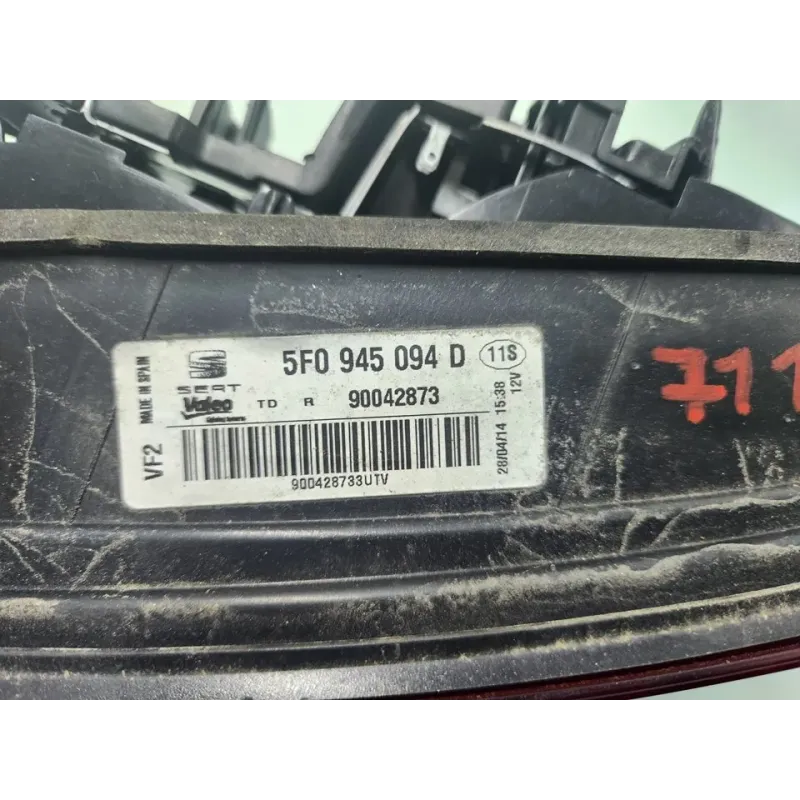 MADE IN SPAIN
VF2
SEAT
Valeo
5F0 945 094 D
11S
TD R 90042873
900428733UTV
28/04/14 15:38
12V
711